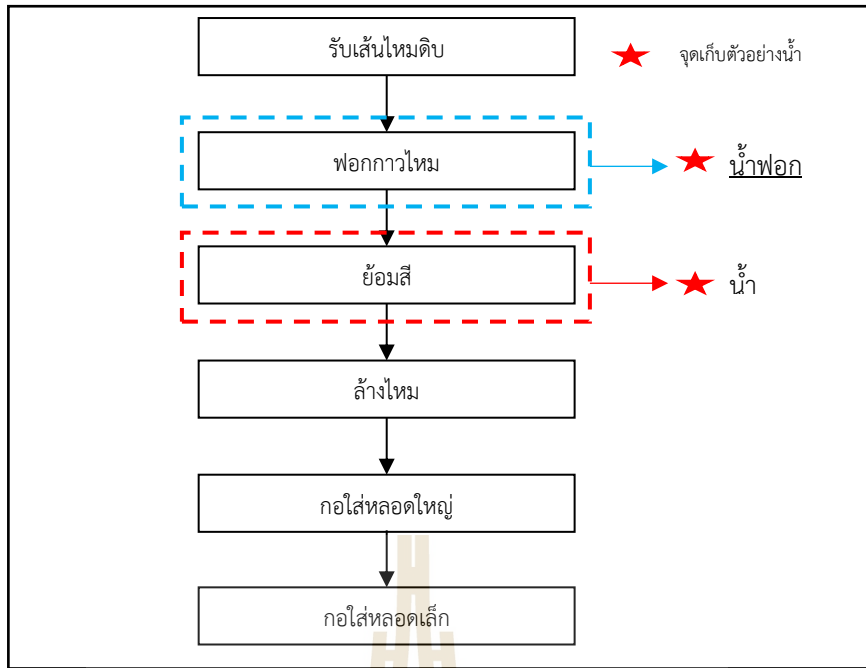 รับเส้นไหมดิบ
จุดเก็บตัวอย่างน้ำ
ฟอกกาวไหม
น้ำฟอก
ย้อมสี
น้ำ
ล้างไหม
กอใส่หลอดใหญ่
กอใส่หลอดเล็ก